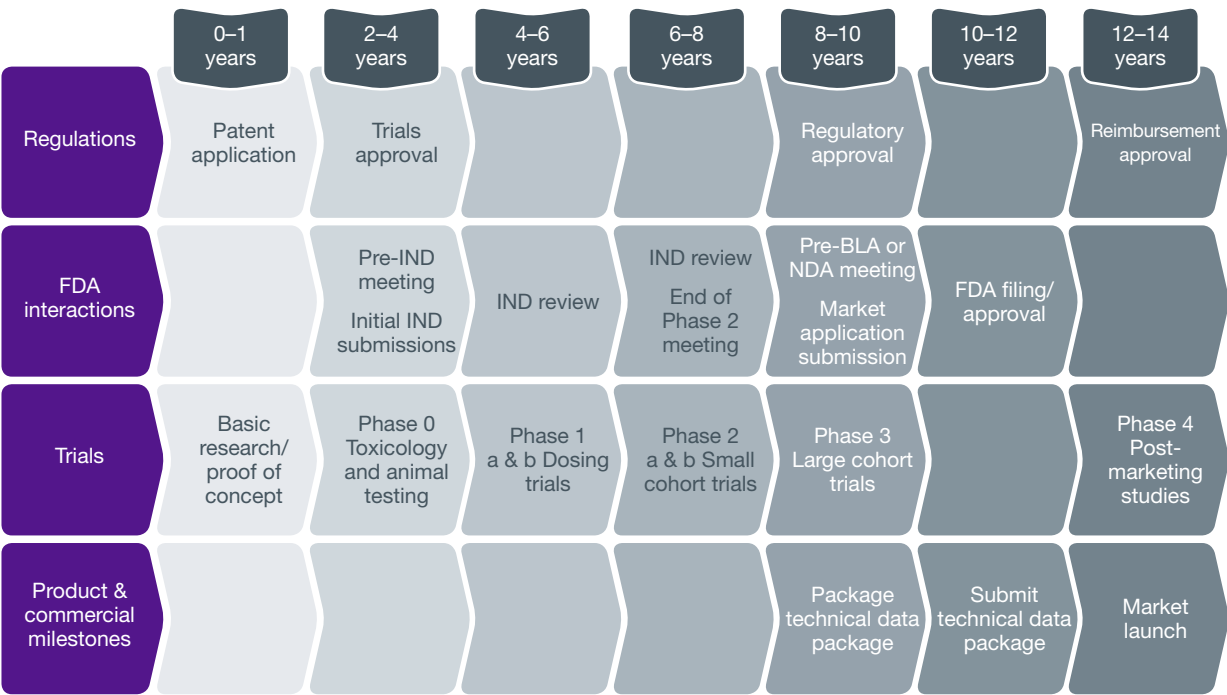 0–1
years
2–4
years
4–6
years
6–8
years
8–10
years
10–12
years
12–14
years
Regulations
Patent
application
Trials
approval
Regulatory
approval
Reimbursement
approval
FDA
interactions
Pre-IND
meeting
Initial IND
submissions
IND review
IND review
End of
Phase 2
meeting
Pre-BLA or
NDA meeting
Market
application
submission
FDA filing/
approval
Trials
Basic
research/
proof of
concept
Phase 0
Toxicology
and animal
testing
Phase 1
a & b Dosing
trials
Phase 2
a & b Small
cohort trials
Phase 3
Large cohort
trials
Phase 4
Post-
marketing
studies
Product &
commercial
milestones
Package
technical data
package
Submit
technical data
package
Market
launch